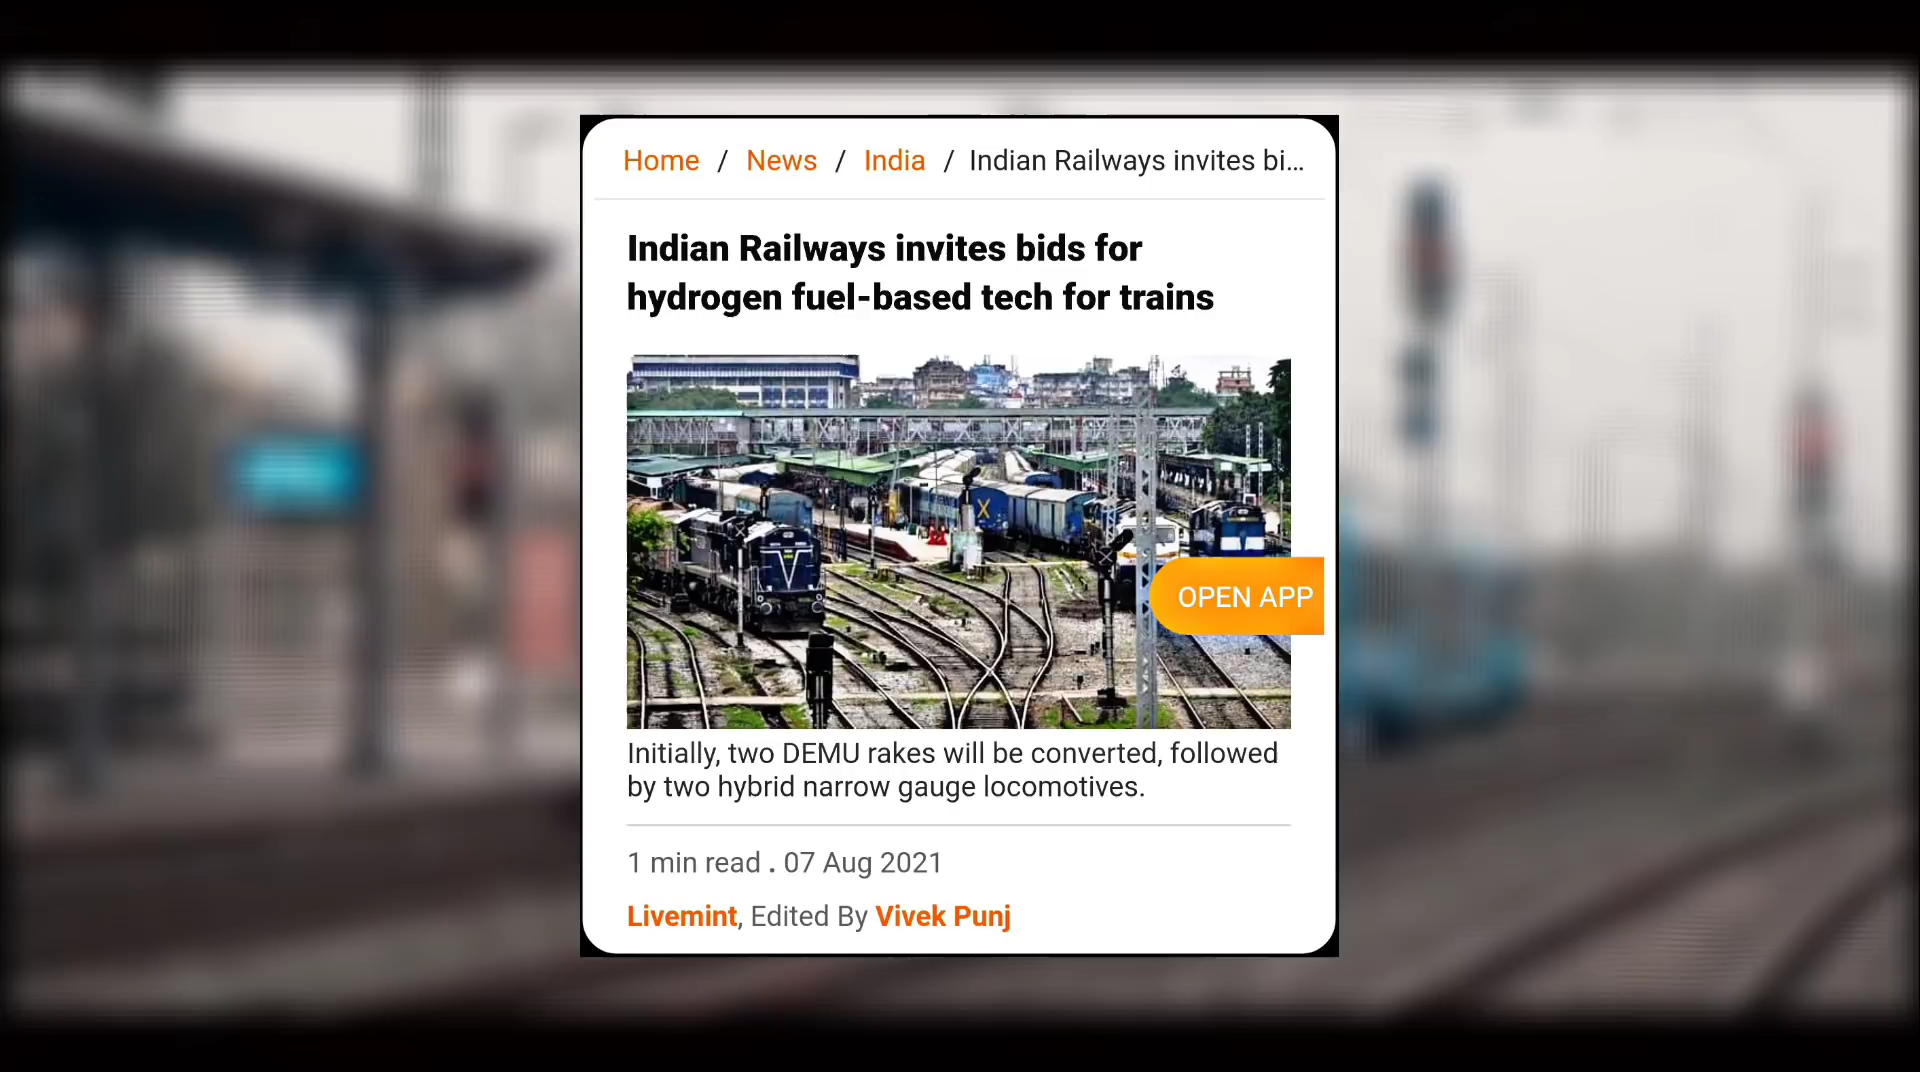 Home / News / India / Indian Railways invites bi...
Indian Railways invites bids for
hydrogen fuel-based tech for trains
OPEN APP
Initially, two DEMU rakes will be converted, followed
by two hybrid narrow gauge locomotives.
1 min read . 07 Aug 2021
Livemint, Edited By Vivek Punj